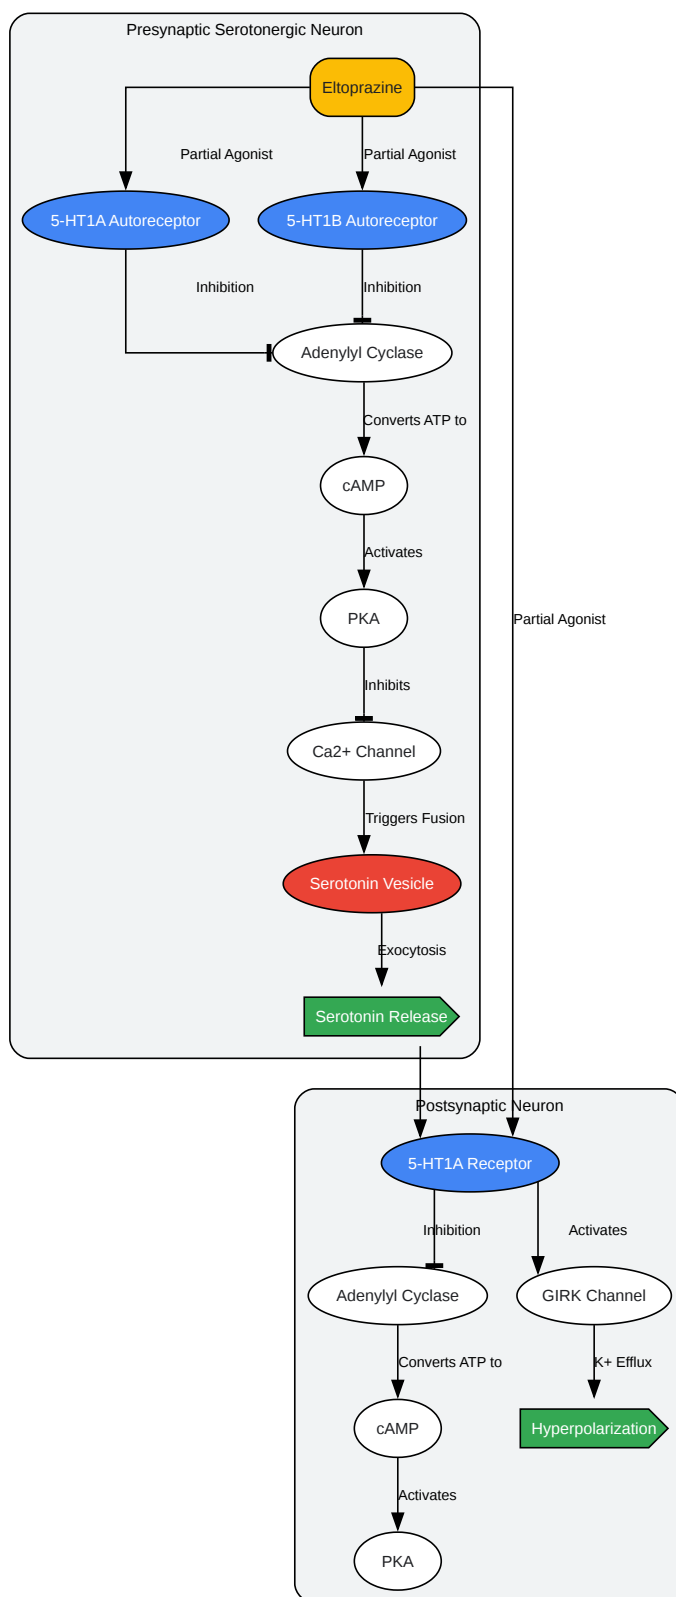 Presynaptic Serotonergic Neuron
Eltoprazine
Partial Agonist
Partial Agonist
5-HT1A Autoreceptor
5-HT1B Autoreceptor
Inhibition
Inhibition
Adenylyl Cyclase
Converts ATP to
cAMP
Activates
PKA
Partial Agonist
Inhibits
Ca2+ Channel
Triggers Fusion
Serotonin Vesicle
Exocytosis
Serotonin Release
Postsynaptic Neuron
5-HT1A Receptor
Inhibition
Activates
Adenylyl Cyclase
GIRK Channel
Converts ATP to
K+ Efflux
cAMP
Hyperpolarization
Activates
PKA